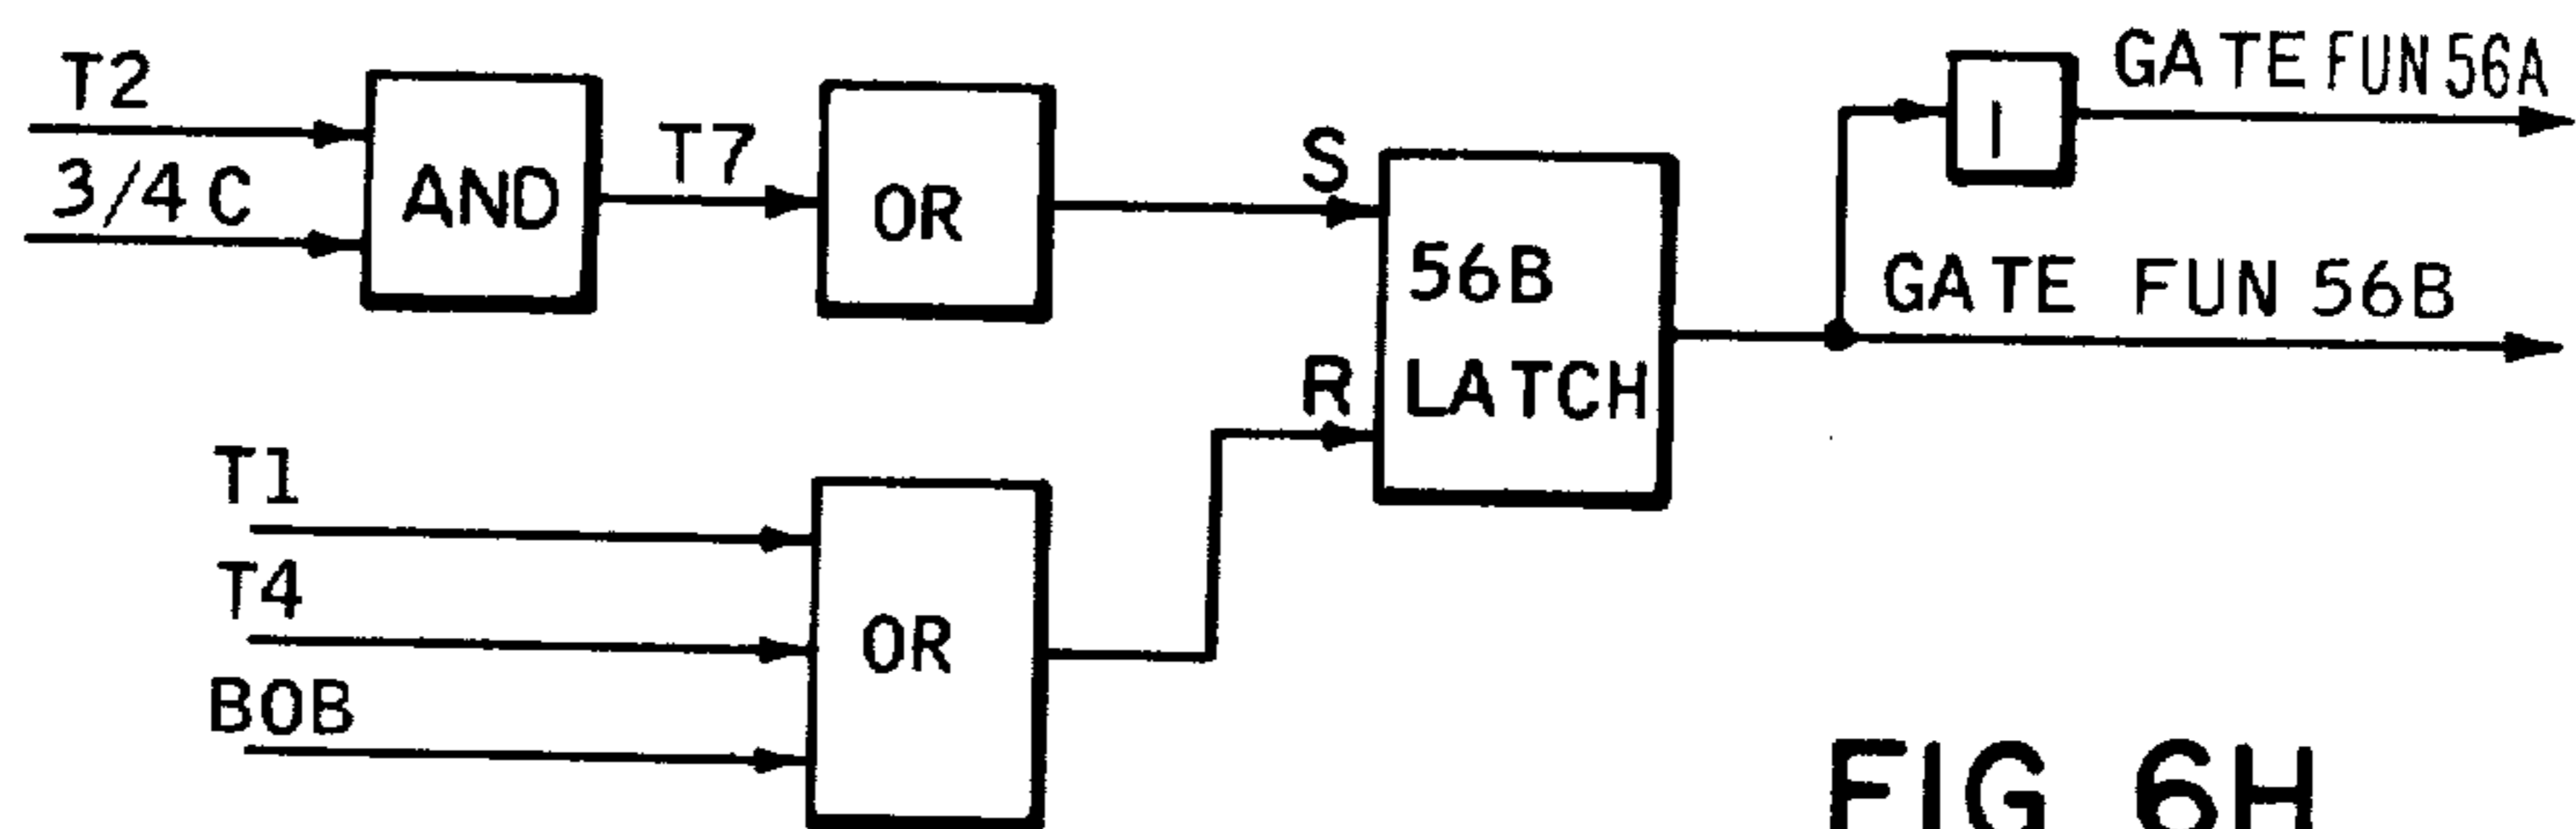 T2
3/4 C
AND
T7
OR
S
R
56B
LATCH
I
GATE FUN 56A
GATE FUN 56B
T1
T4
BOB
OR
FIG 6H